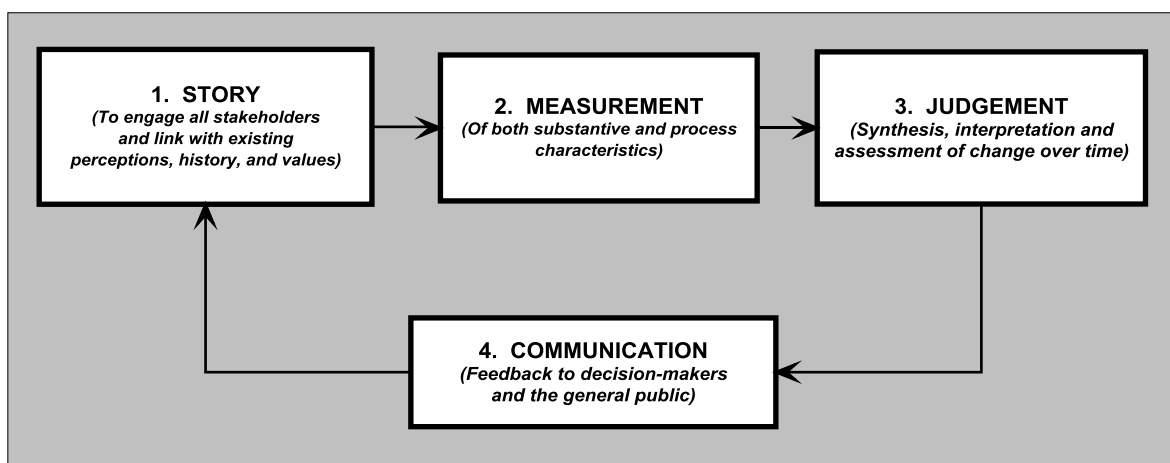 1. STORY
(To engage all stakeholders
and link with existing
perceptions, history, and values)
2. MEASUREMENT
(Of both substantive and process
characteristics)
3. JUDGEMENT
(Synthesis, interpretation and
assessment of change over time)
4. COMMUNICATION
(Feedback to decision-makers
and the general public)